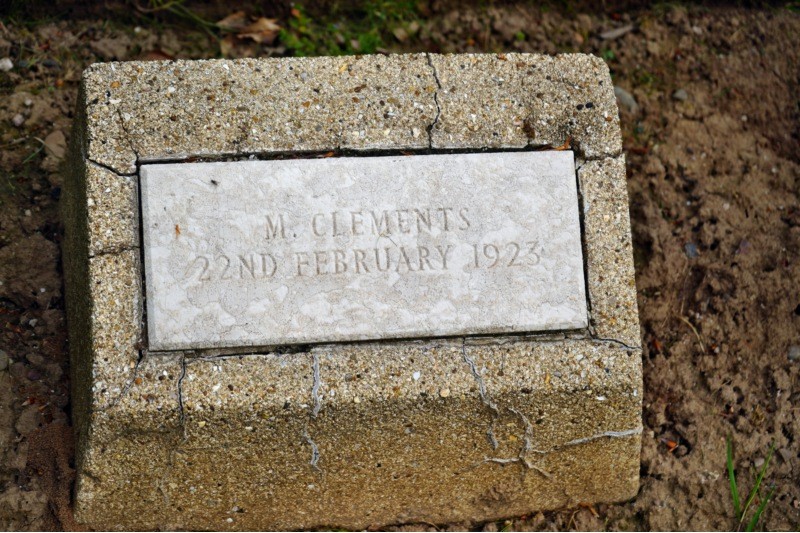 M. CLEMENTS
22ND FEBRUARY 1923